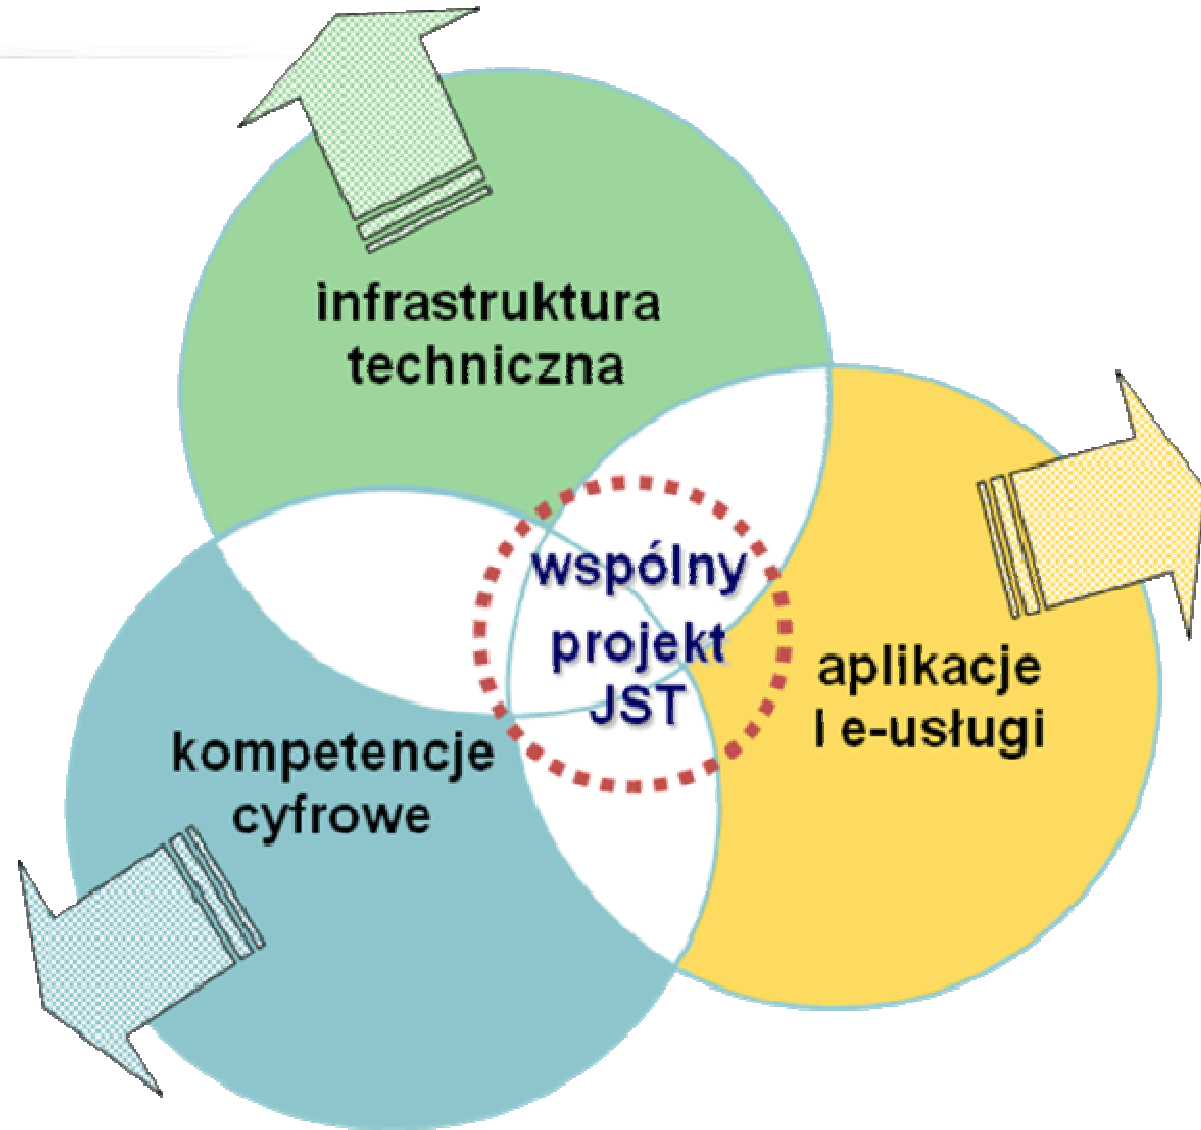 infrastruktura
techniczna
wspólny
projekt
JST
aplikacje
I e-usługi
kompetencje
cyfrowe